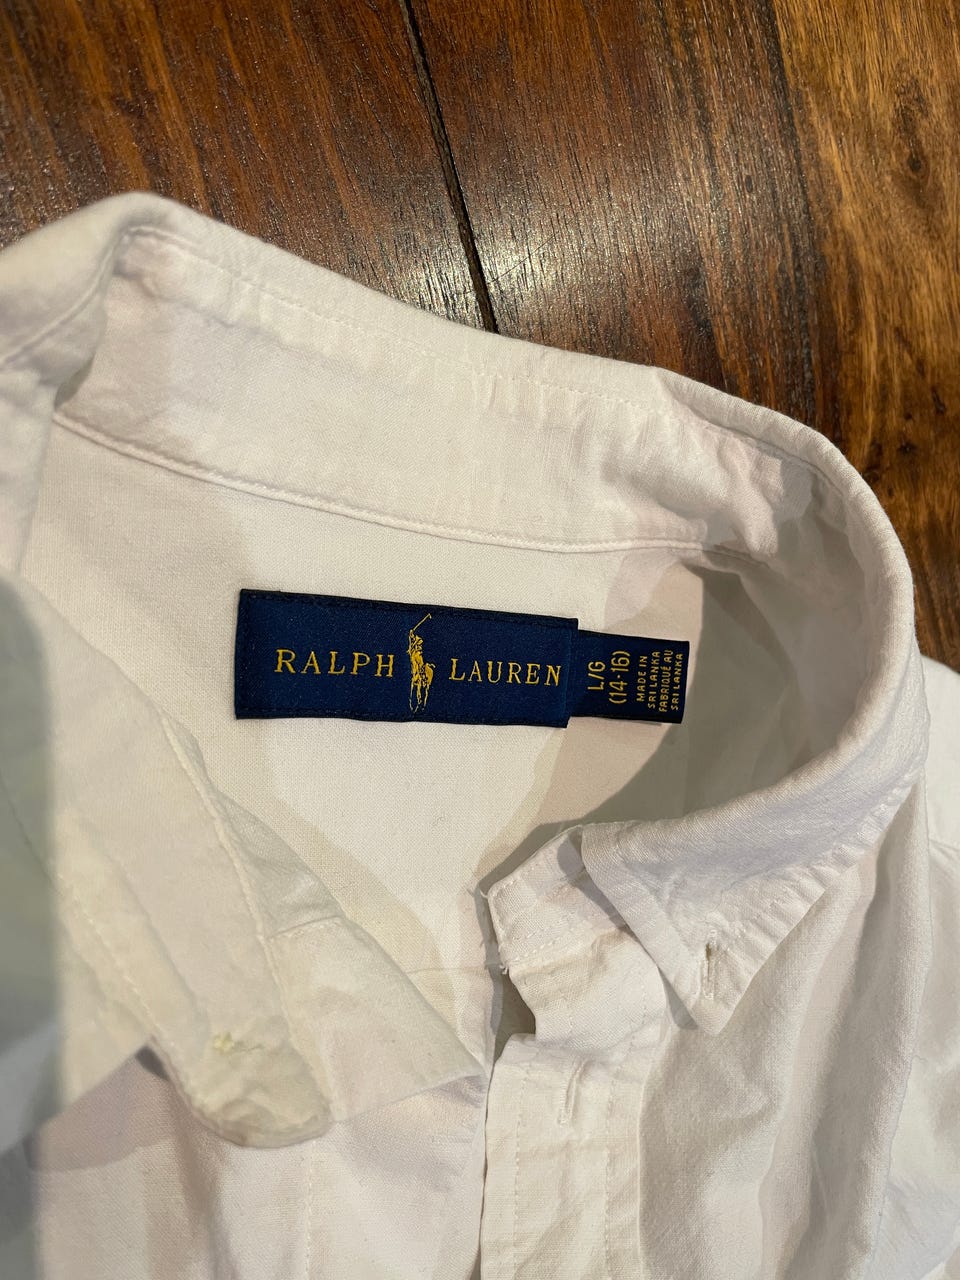 RALPH LAUREN
L/G
(14-16)
MADE IN
SRI LANKA
FABRIQUÉ AU
SRI LANKA